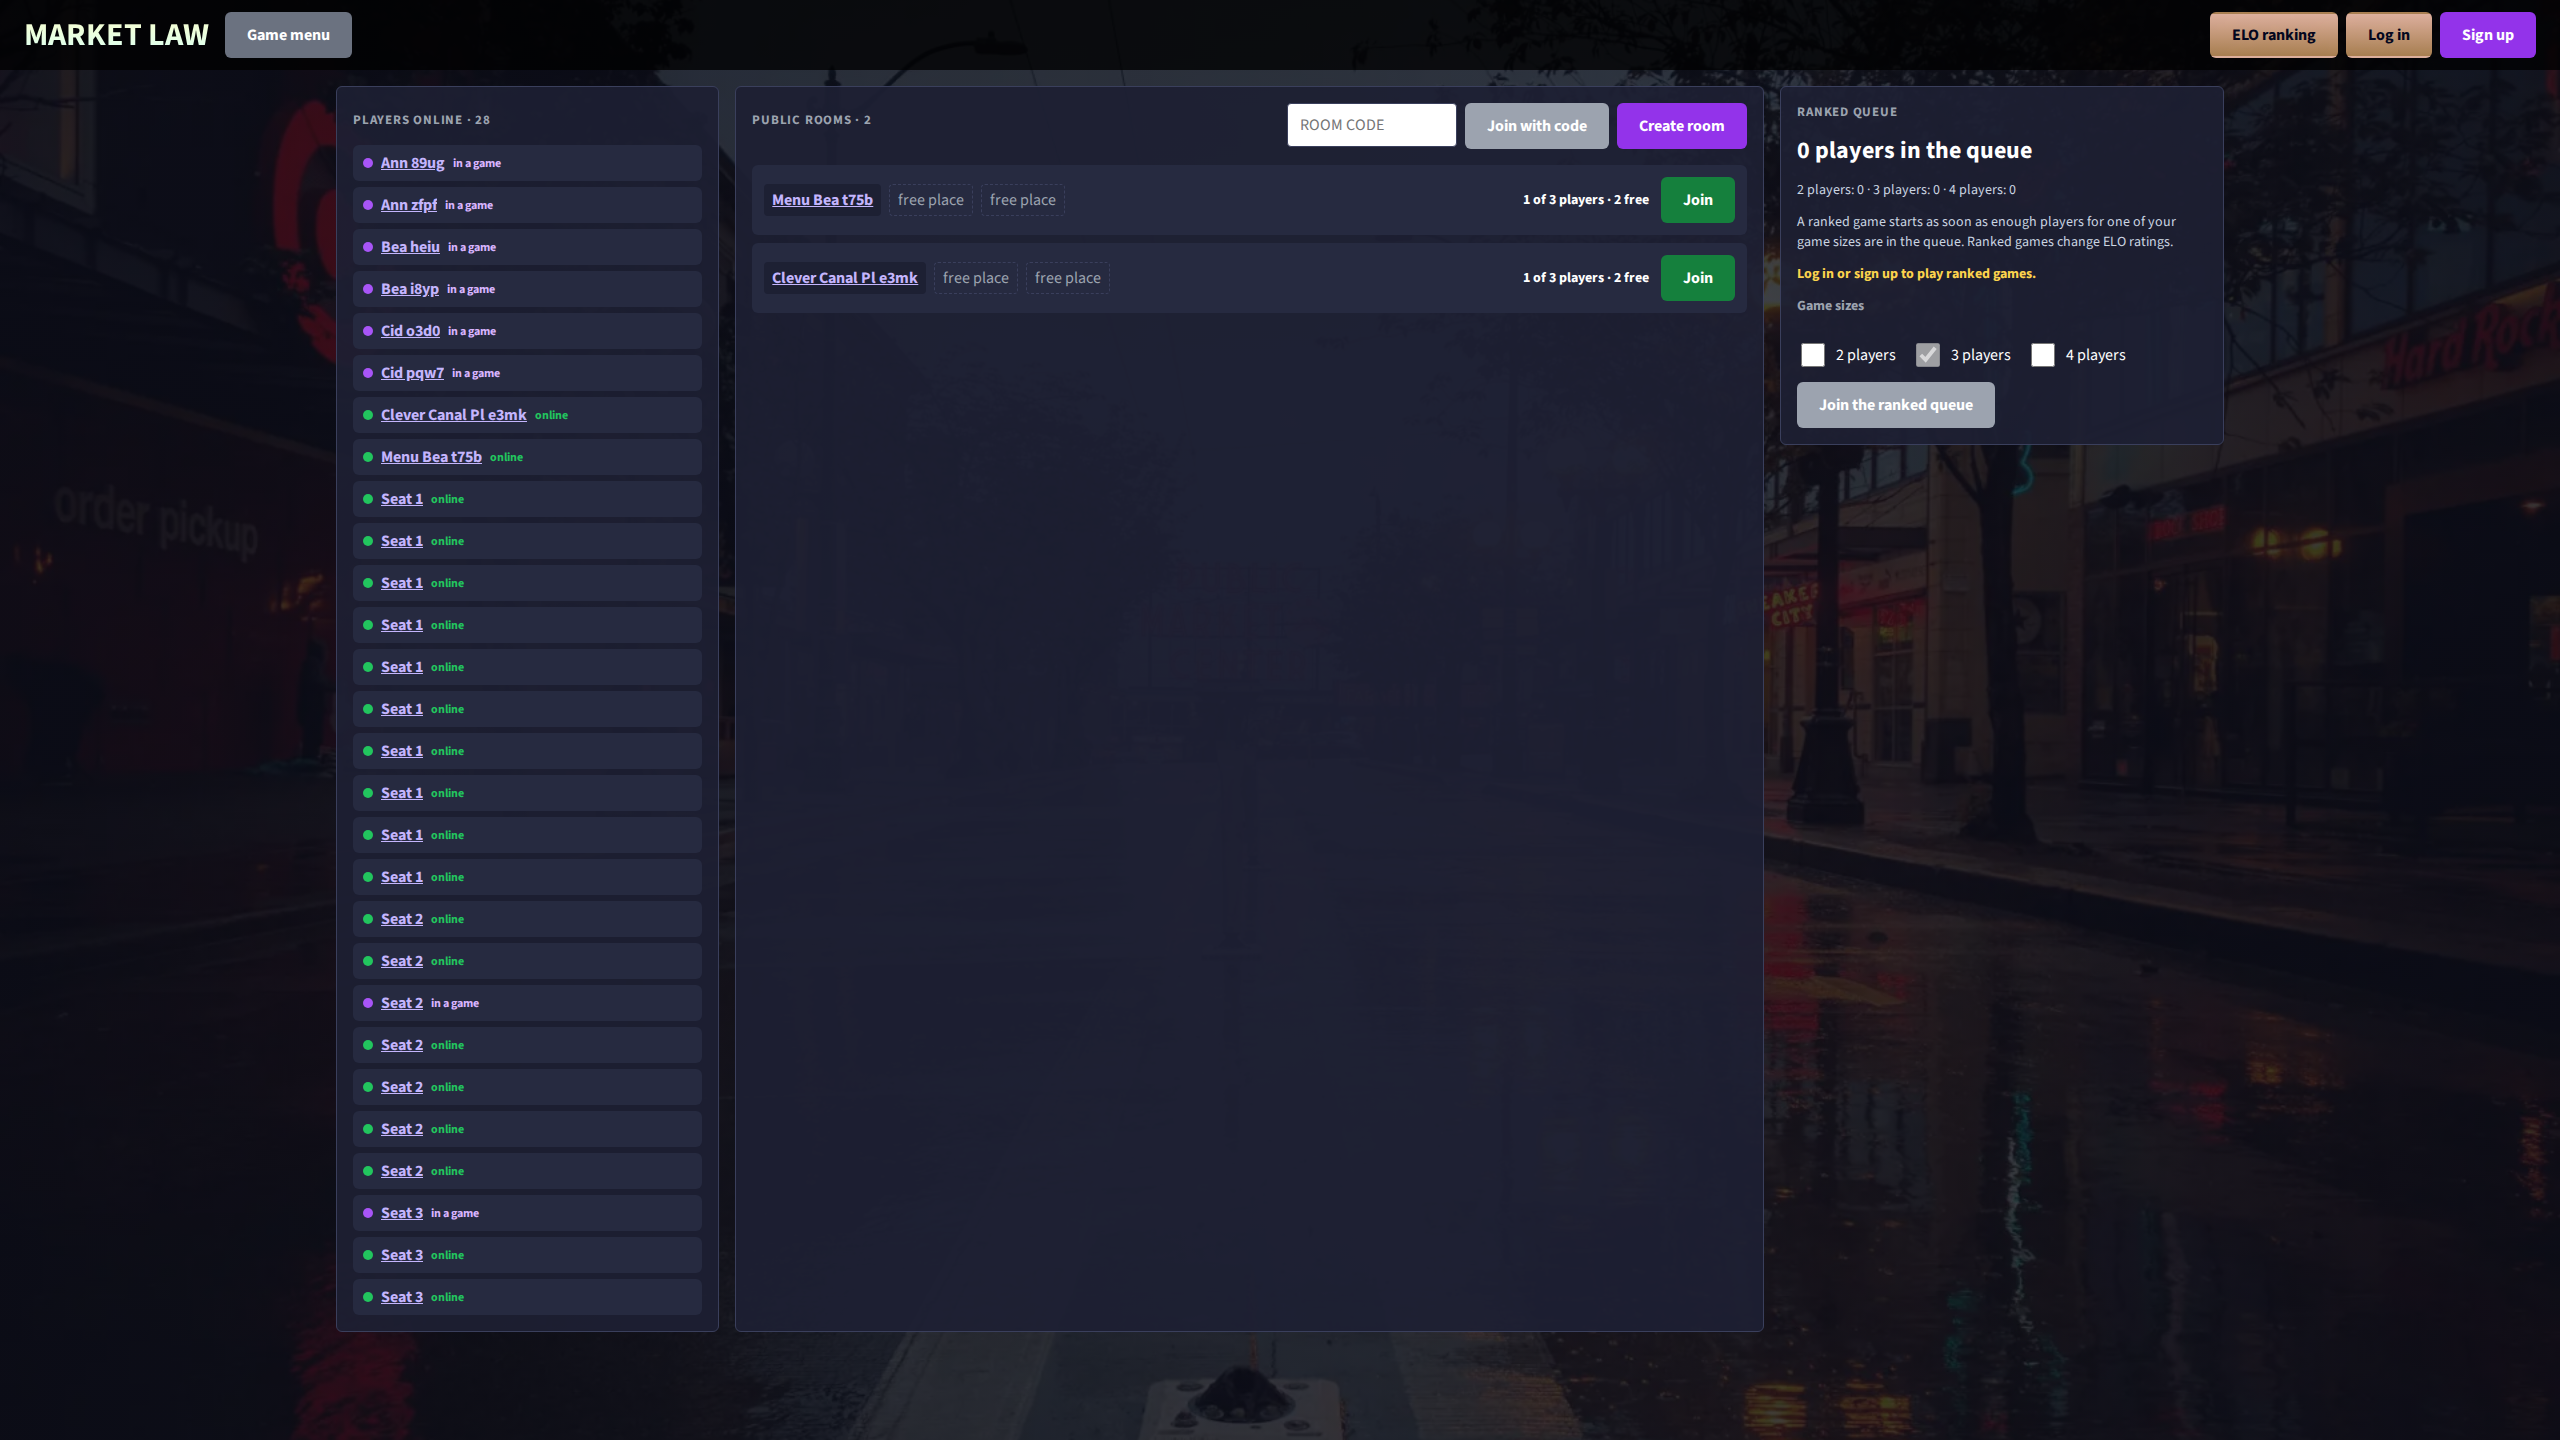 MARKET LAW
Game menu
ELO ranking
Log in
Sign up
PLAYERS ONLINE · 28
Ann 89ug in a game
Ann zfpf in a game
Bea heiu in a game
Bea i8yp in a game
Cid o3d0 in a game
Cid pqw7 in a game
Clever Canal Pl e3mk online
Menu Bea t75b online
Seat 1 online
Seat 1 online
Seat 1 online
Seat 1 online
Seat 1 online
Seat 1 online
Seat 1 online
Seat 1 online
Seat 1 online
Seat 1 online
Seat 2 online
Seat 2 online
Seat 2 in a game
Seat 2 online
Seat 2 online
Seat 2 online
Seat 2 online
Seat 3 in a game
Seat 3 online
Seat 3 online
PUBLIC ROOMS · 2
ROOM CODE
Join with code
Create room
Menu Bea t75b free place free place 1 of 3 players · 2 free Join
Clever Canal Pl e3mk free place free place 1 of 3 players · 2 free Join
RANKED QUEUE
0 players in the queue
2 players: 0 · 3 players: 0 · 4 players: 0
A ranked game starts as soon as enough players for one of your
game sizes are in the queue. Ranked games change ELO ratings.
Log in or sign up to play ranked games.
Game sizes
2 players 3 players 4 players
Join the ranked queue
order pickup
Hard Rock
CITY